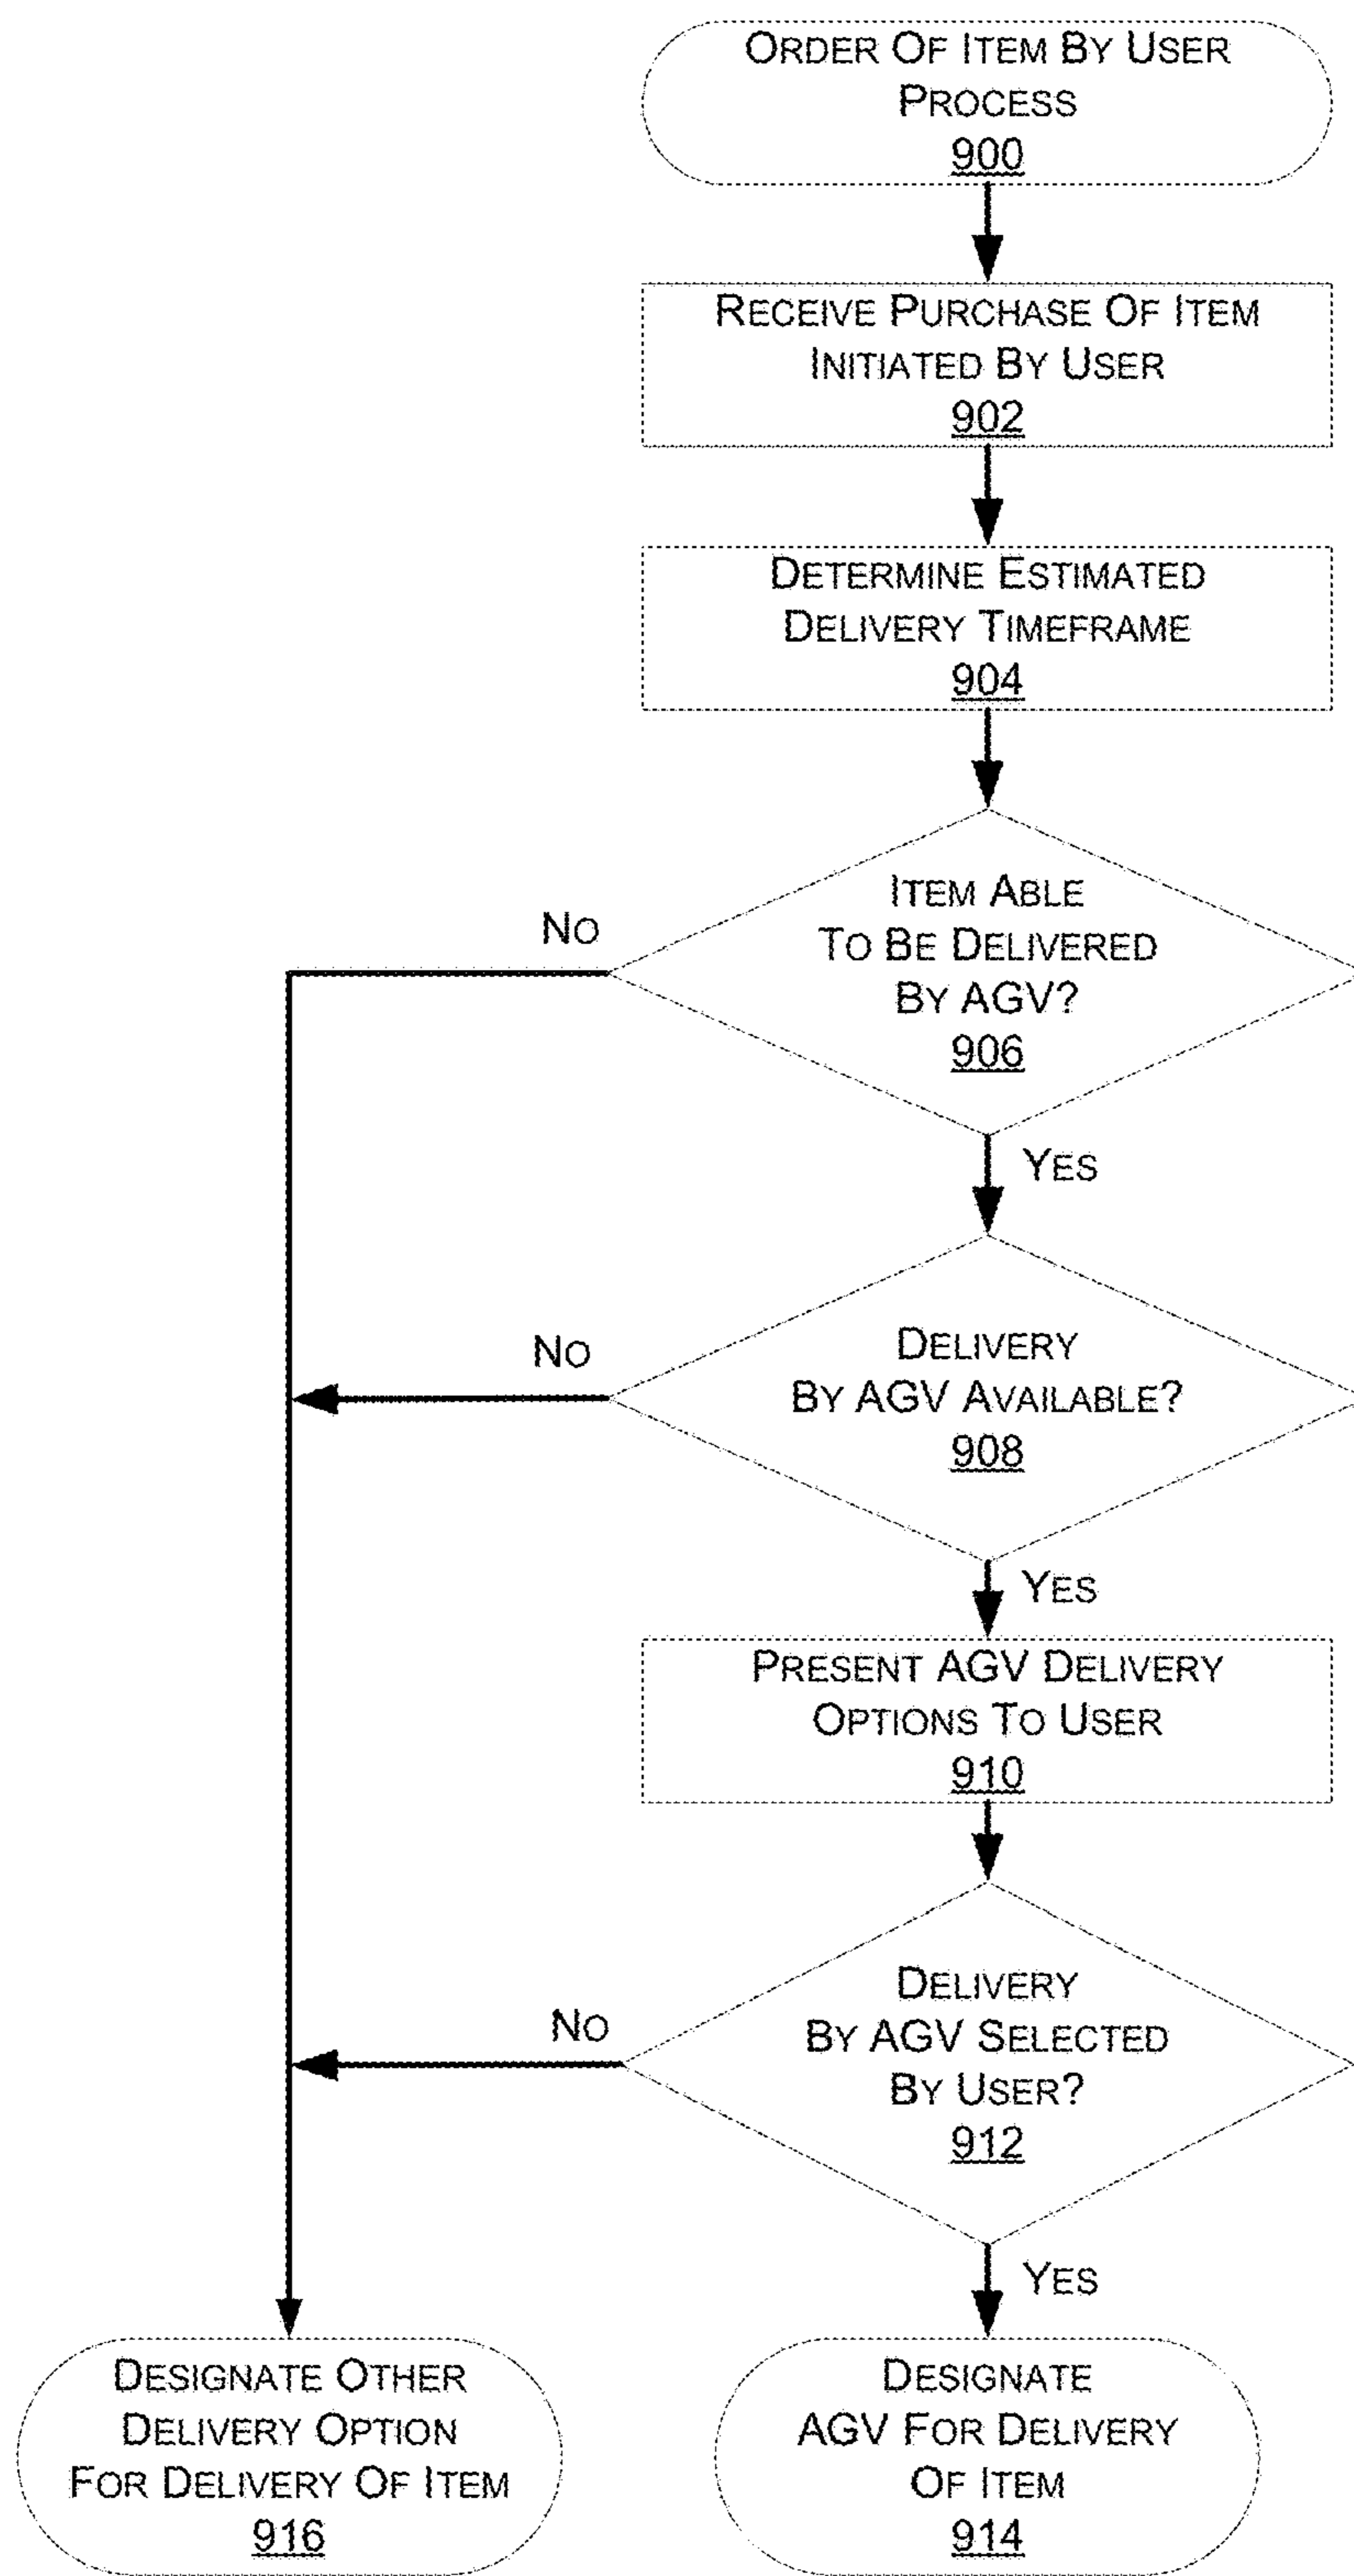 ORDER OF ITEM BY USER
PROCESS
900
RECEIVE PURCHASE OF ITEM
INITIATED BY USER
902
DETERMINE ESTIMATED
DELIVERY TIMEFRAME
904
ITEM ABLE
TO BE DELIVERED
BY AGV?
906
NO
YES
DELIVERY
BY AGV AVAILABLE?
908
NO
YES
PRESENT AGV DELIVERY
OPTIONS TO USER
910
DELIVERY
BY AGV SELECTED
BY USER?
912
NO
YES
DESIGNATE OTHER
DELIVERY OPTION
FOR DELIVERY OF ITEM
916
DESIGNATE
AGV FOR DELIVERY
OF ITEM
914